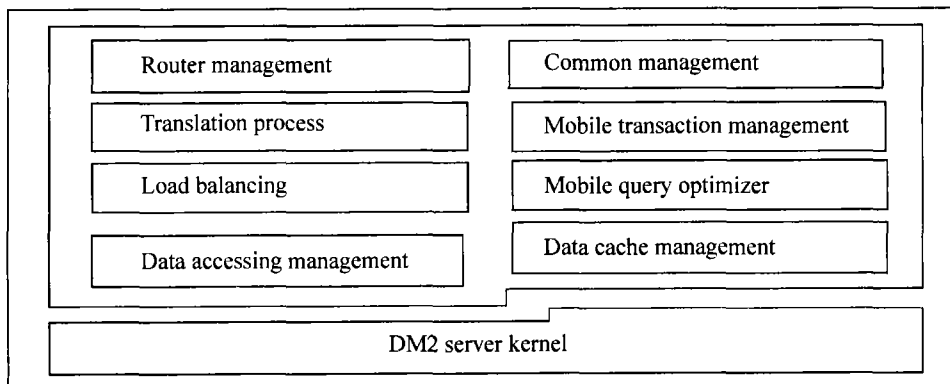 Router management
Common management
Translation process
Mobile transaction management
Load balancing
Mobile query optimizer
Data accessing management
Data cache management
DM2 server kernel